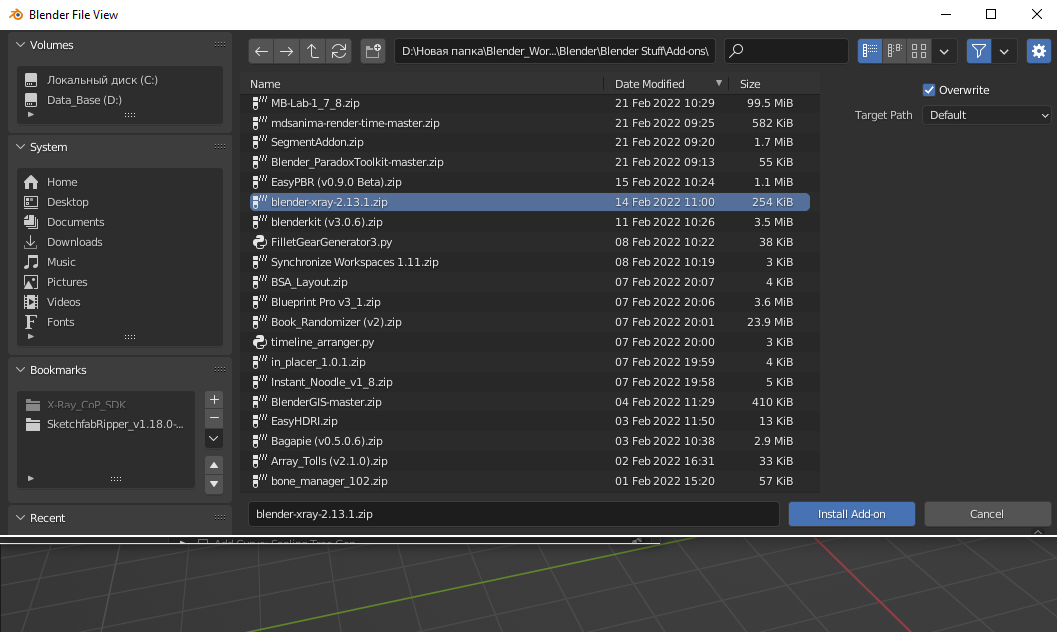 Blender File View
Volumes
Локальный диск (C:)
Data_Base (D:)
System
Home
Desktop
Documents
Downloads
Music
Pictures
Videos
Fonts
Bookmarks
X-Ray_CoP_SDK
SketchfabRipper_v1.18.0-...
Recent
D:\Новая папка\Blender_Wor...\Blender\Blender Stuff\Add-ons\
Name Date Modified Size
MB-Lab-1_7_8.zip 21 Feb 2022 10:29 99.5 MiB
mdsanima-render-time-master.zip 21 Feb 2022 09:25 582 KiB
SegmentAddon.zip 21 Feb 2022 09:20 1.7 MiB
Blender_ParadoxToolkit-master.zip 21 Feb 2022 09:13 55 KiB
EasyPBR (v0.9.0 Beta).zip 15 Feb 2022 10:24 1.1 MiB
blender-xray-2.13.1.zip 14 Feb 2022 11:00 254 KiB
blenderkit (v3.0.6).zip 11 Feb 2022 10:26 3.5 MiB
FilletGearGenerator3.py 08 Feb 2022 10:22 38 KiB
Synchronize Workspaces 1.11.zip 08 Feb 2022 10:19 3 KiB
BSA_Layout.zip 07 Feb 2022 20:07 4 KiB
Blueprint Pro v3_1.zip 07 Feb 2022 20:06 3.6 MiB
Book_Randomizer (v2).zip 07 Feb 2022 20:01 23.9 MiB
timeline_arranger.py 07 Feb 2022 20:00 3 KiB
in_placer_1.0.1.zip 07 Feb 2022 19:59 4 KiB
Instant_Noodle_v1_8.zip 07 Feb 2022 19:58 5 KiB
BlenderGIS-master.zip 04 Feb 2022 11:29 410 KiB
EasyHDRI.zip 03 Feb 2022 11:50 13 KiB
Bagapie (v0.5.0.6).zip 03 Feb 2022 10:38 2.9 MiB
Array_Tolls (v2.1.0).zip 02 Feb 2022 16:31 33 KiB
bone_manager_102.zip 01 Feb 2022 15:20 57 KiB
Overwrite
Target Path Default
blender-xray-2.13.1.zip
Install Add-on
Cancel